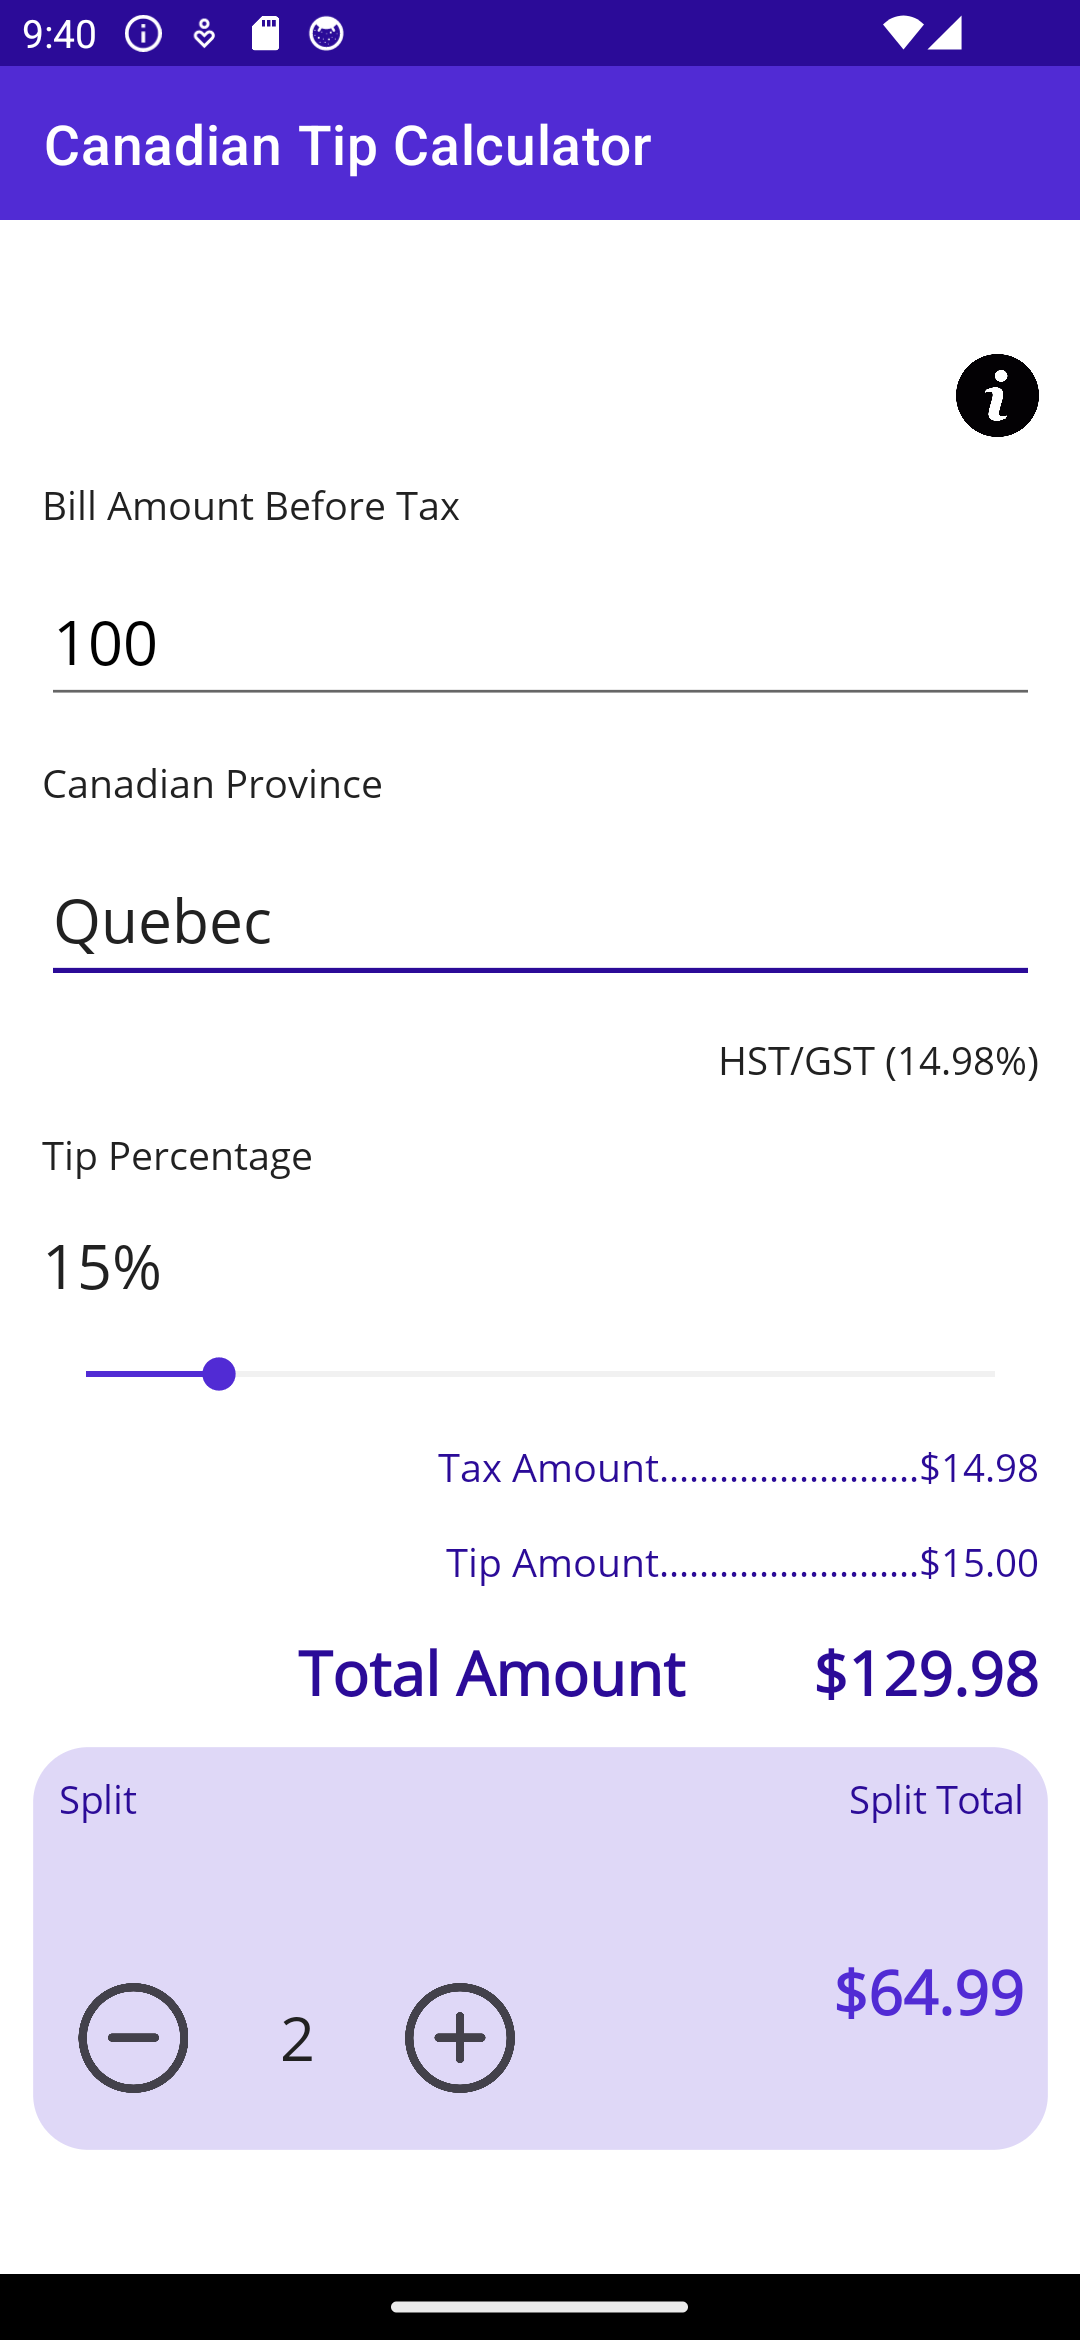 9:40
Canadian Tip Calculator
Bill Amount Before Tax
100
Canadian Province
Quebec
HST/GST (14.98%)
Tip Percentage
15%
Tax Amount..........................$14.98
Tip Amount..........................$15.00
Total Amount $129.98
Split Split Total
$64.99
2